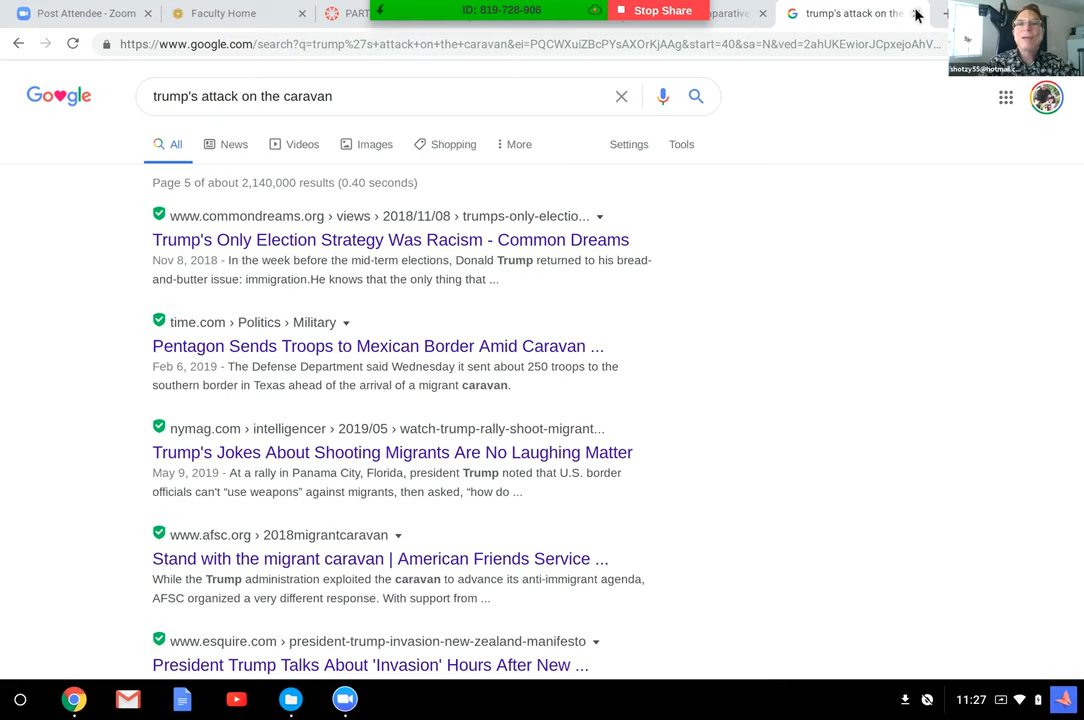 Post Attendee - Zoom
Faculty Home
PART
ID: 819-728-906
Stop Share
parative
trump's attack on the
https://www.google.com/search?q=trump%27s+attack+on+the+caravan&ei=PQCWXuiZBcPYsAXOrKjAAg&start=40&sa=N&ved=2ahUKEwiorJCpxejoAhV...
shotzy55@hotmail.c...
Google
trump's attack on the caravan
All
News
Videos
Images
Shopping
More
Settings
Tools
Page 5 of about 2,140,000 results (0.40 seconds)
www.commondreams.org › views › 2018/11/08 › trumps-only-electio...
Trump's Only Election Strategy Was Racism - Common Dreams
Nov 8, 2018 - In the week before the mid-term elections, Donald Trump returned to his bread-
and-butter issue: immigration.He knows that the only thing that ...
time.com › Politics › Military
Pentagon Sends Troops to Mexican Border Amid Caravan ...
Feb 6, 2019 - The Defense Department said Wednesday it sent about 250 troops to the
southern border in Texas ahead of the arrival of a migrant caravan.
nymag.com › intelligencer › 2019/05 › watch-trump-rally-shoot-migrant...
Trump's Jokes About Shooting Migrants Are No Laughing Matter
May 9, 2019 - At a rally in Panama City, Florida, president Trump noted that U.S. border
officials can't “use weapons” against migrants, then asked, “how do ...
www.afsc.org › 2018migrantcaravan
Stand with the migrant caravan | American Friends Service ...
While the Trump administration exploited the caravan to advance its anti-immigrant agenda,
AFSC organized a very different response. With support from ...
www.esquire.com › president-trump-invasion-new-zealand-manifesto
President Trump Talks About 'Invasion' Hours After New ...
11:27